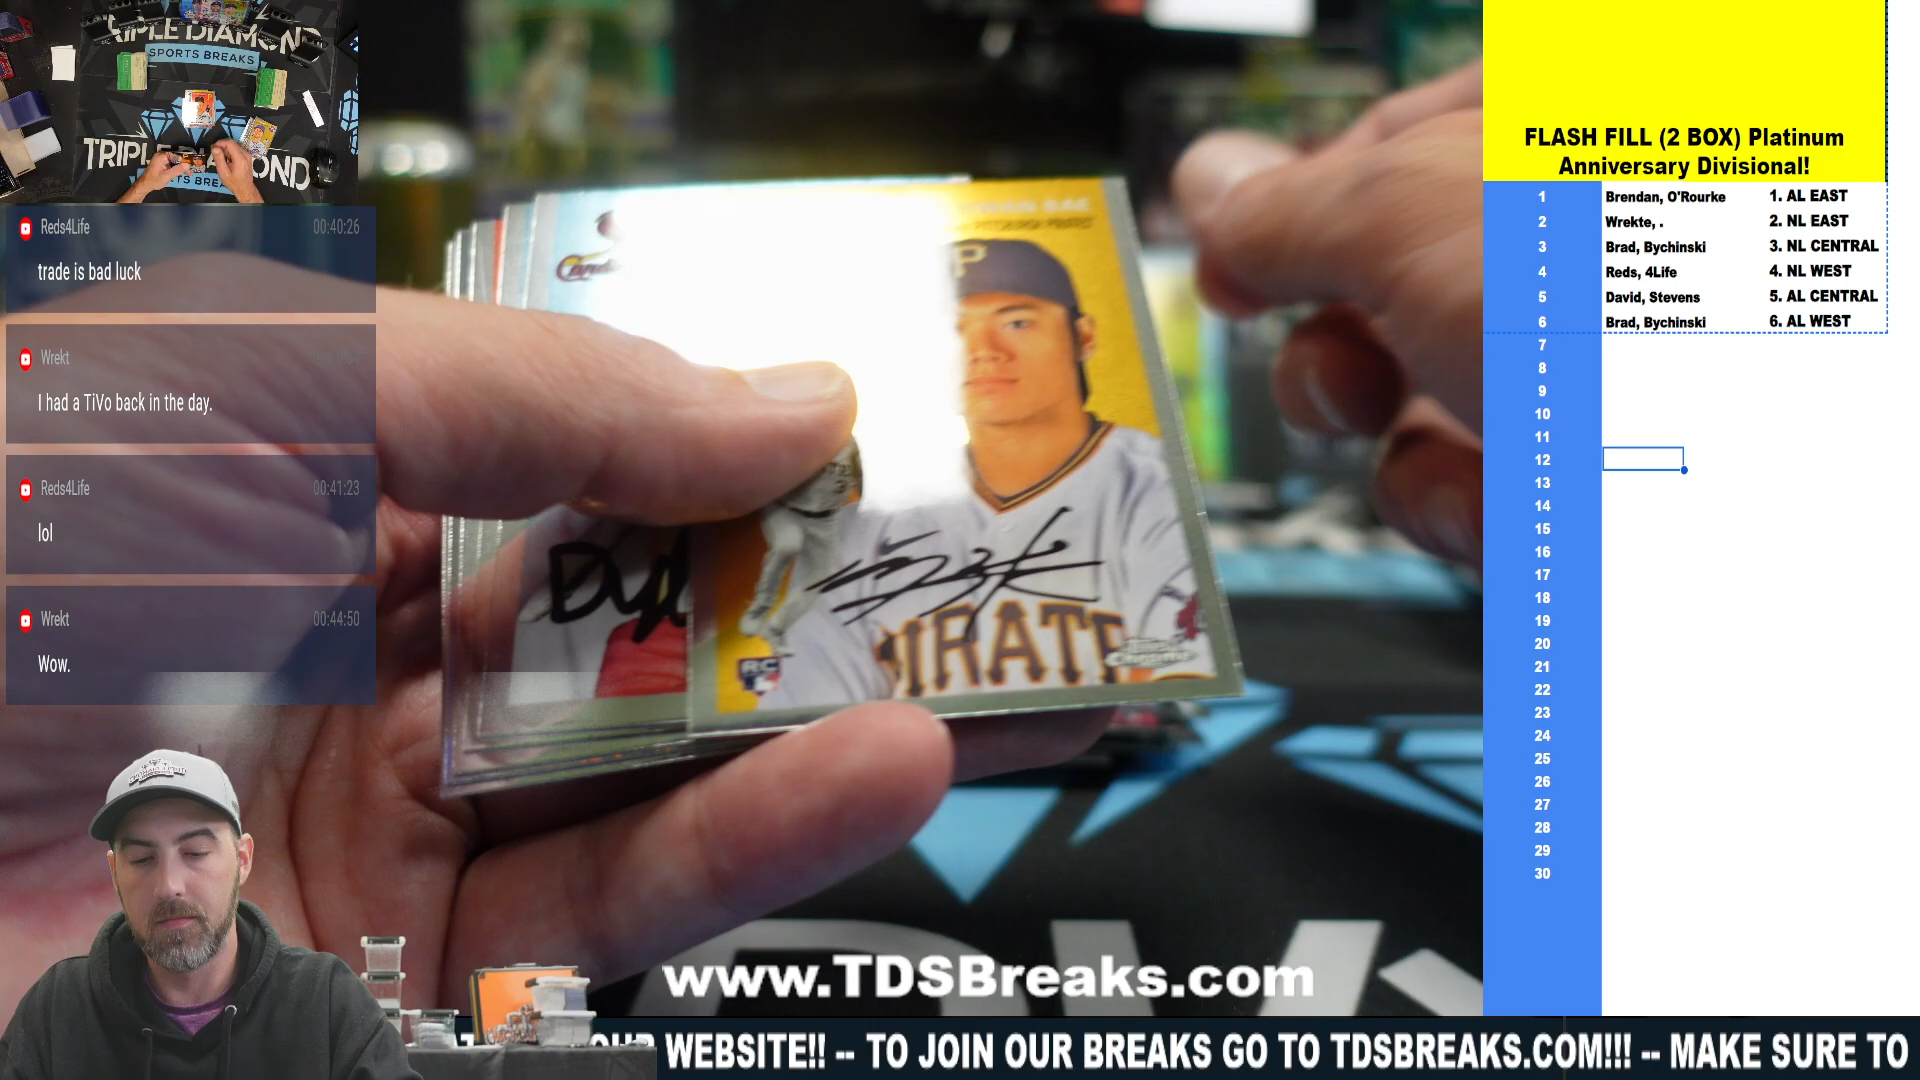 TRIPLE DIAMOND
SPORTS BREAKS
TRIPLE DIAMOND
Reds4Life 00:40:26
trade is bad luck
Wrekt
I had a TiVo back in the day.
Reds4Life 00:41:23
lol
Wrekt 00:44:50
Wow.
P
RC
PIRATE
Topps
Chrome
FLASH FILL (2 BOX) Platinum
Anniversary Divisional!
1 Brendan, O'Rourke 1. AL EAST
2 Wrekte, . 2. NL EAST
3 Brad, Bychinski 3. NL CENTRAL
4 Reds, 4Life 4. NL WEST
5 David, Stevens 5. AL CENTRAL
6 Brad, Bychinski 6. AL WEST
7
8
9
10
11
12
13
14
15
16
17
18
19
20
21
22
23
24
25
26
27
28
29
30
www.TDSBreaks.com
OUR WEBSITE!! -- TO JOIN OUR BREAKS GO TO TDSBREAKS.COM!!! -- MAKE SURE TO